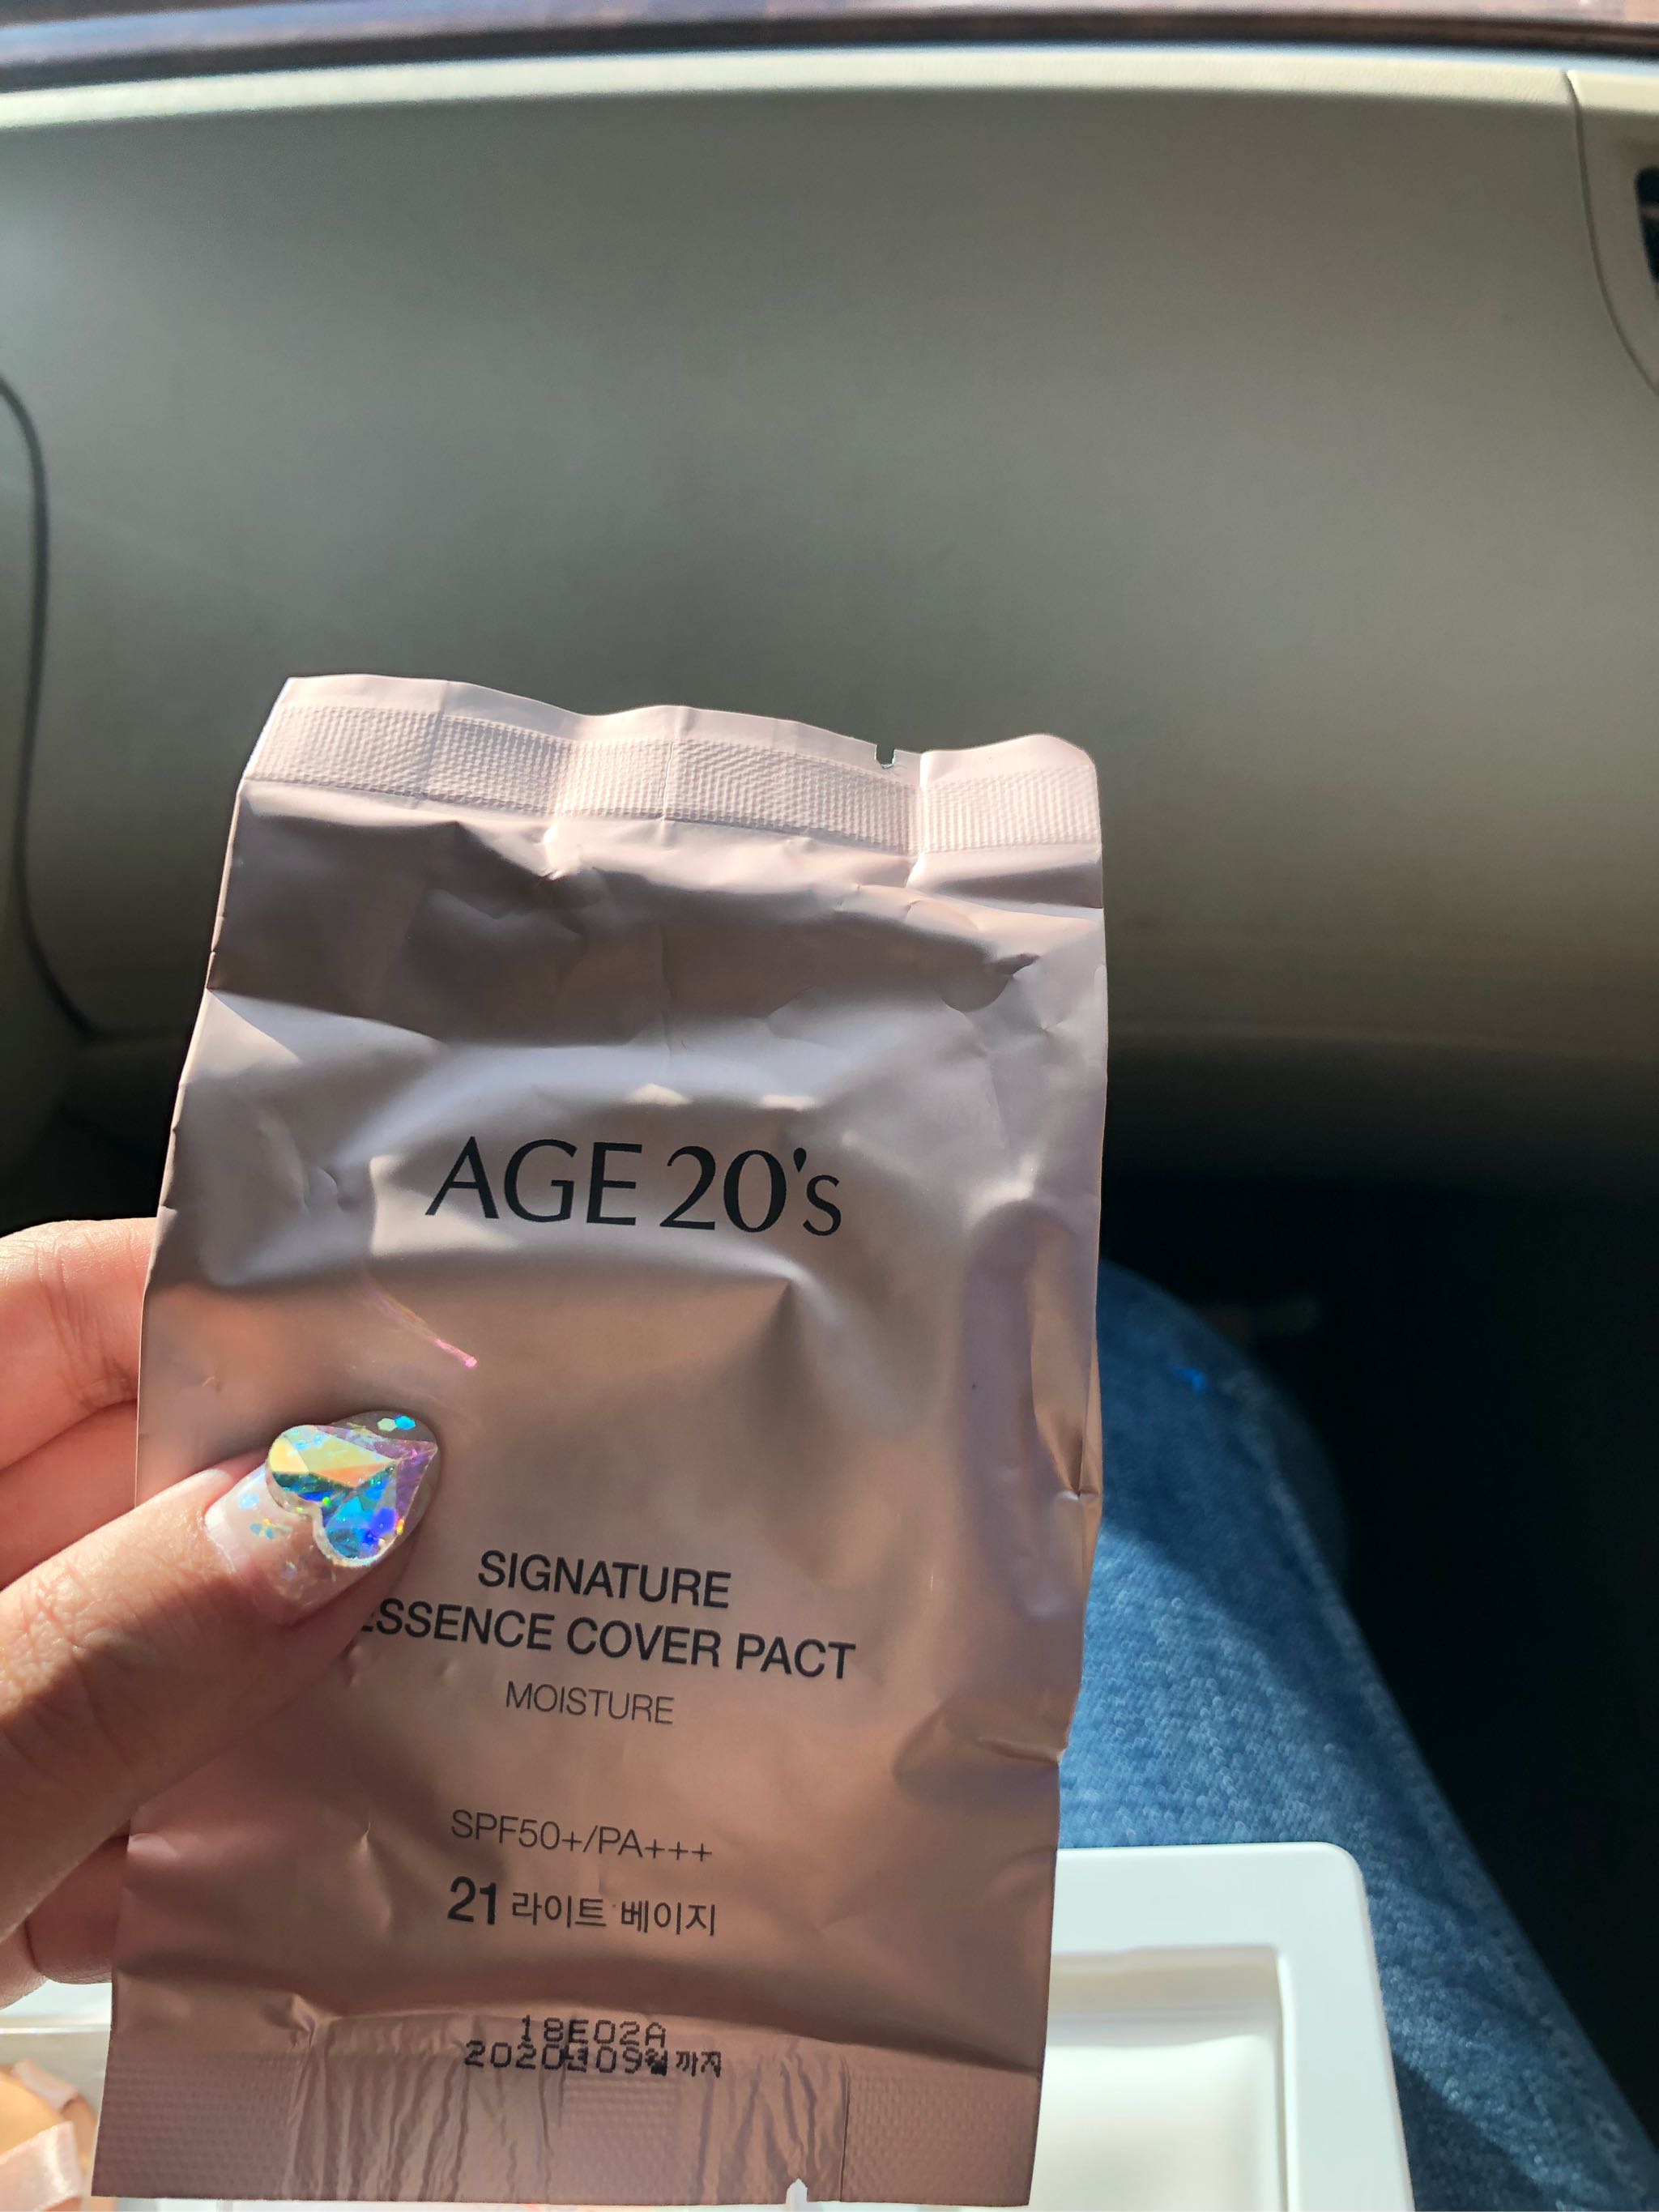 AGE 20's
SIGNATURE
ESSENCE COVER PACT
MOISTURE
SPF50+/PA+++
21 라이트 베이지
18E02A
2020년09월까지